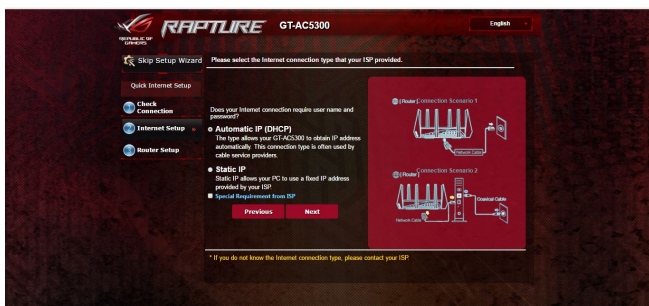 REPUBLIC OF
GAMERS
RAPTURE GT-AC5300
English
Skip Setup Wizard
Please select the Internet connection type that your ISP provided.
Quick Internet Setup
Check
Connection
Internet Setup
Router Setup
Does your Internet connection require user name and
password?
Automatic IP (DHCP)
The type allows your GT-AC5300 to obtain IP address
automatically. This connection type is often used by
cable service providers.
Static IP
Static IP allows your PC to use a fixed IP address
provided by your ISP.
Special Requirement from ISP
Previous Next
[ Router ] Connection Scenario 1
Network Cable
[ Router ] Connection Scenario 2
Coaxical Cable
Network Cable
* If you do not know the Internet connection type, please contact your ISP.